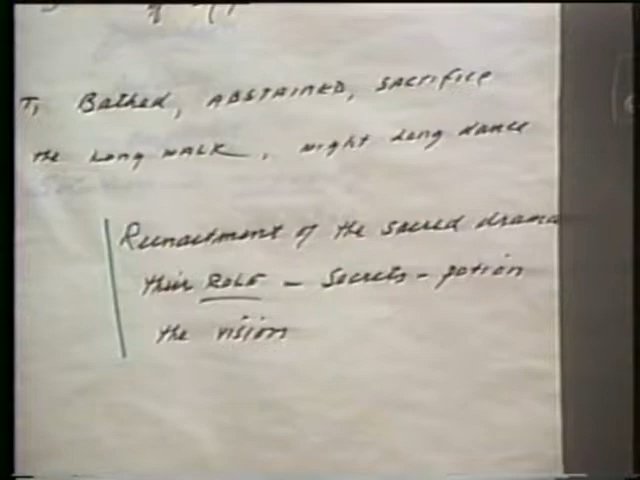 T, Bathed, ABSTAINED, SACRIFICE
the Long WALK, night Long dance
Reenactment of the sacred drama
their ROLE – Secrets – potion
the vision